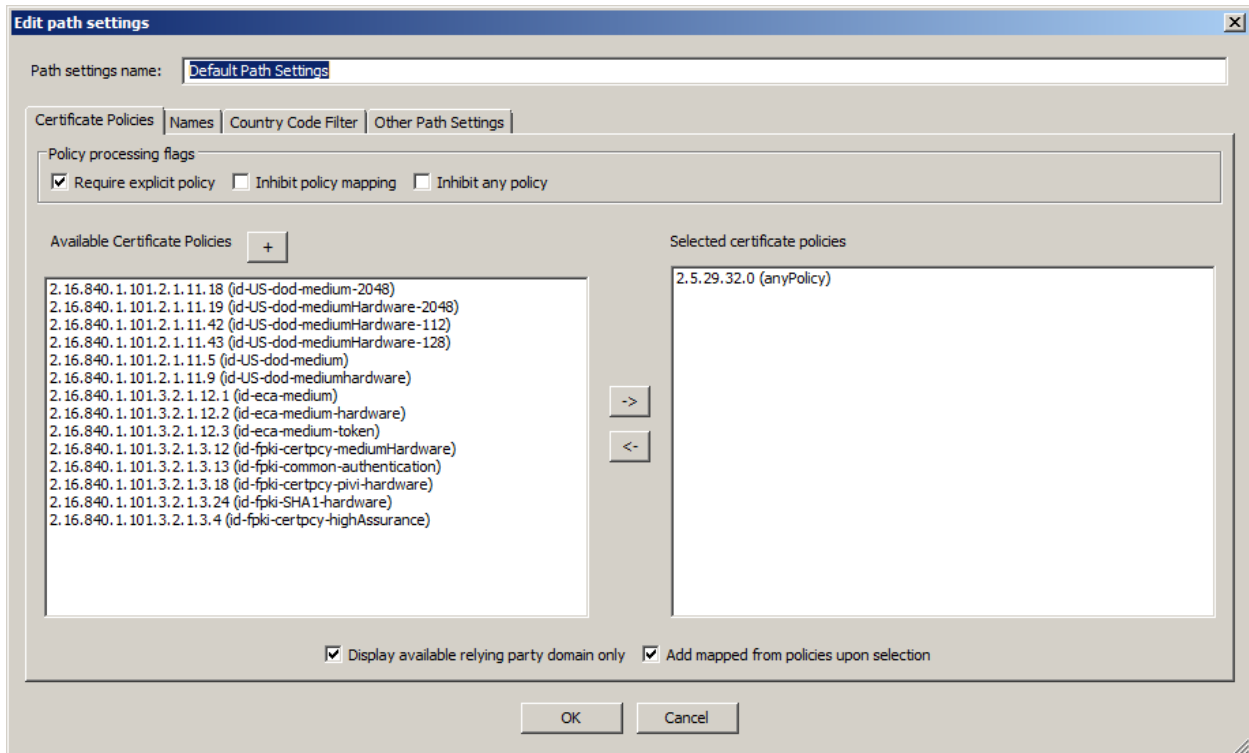 Edit path settings
Path settings name: Default Path Settings
Certificate Policies Names Country Code Filter Other Path Settings
Policy processing flags
Require explicit policy Inhibit policy mapping Inhibit any policy
Available Certificate Policies +
2.16.840.1.101.2.1.11.18 (id-US-dod-medium-2048)
2.16.840.1.101.2.1.11.19 (id-US-dod-mediumHardware-2048)
2.16.840.1.101.2.1.11.42 (id-US-dod-mediumHardware-112)
2.16.840.1.101.2.1.11.43 (id-US-dod-mediumHardware-128)
2.16.840.1.101.2.1.11.5 (id-US-dod-medium)
2.16.840.1.101.2.1.11.9 (id-US-dod-mediumhardware)
2.16.840.1.101.3.2.1.12.1 (id-eca-medium)
2.16.840.1.101.3.2.1.12.2 (id-eca-medium-hardware)
2.16.840.1.101.3.2.1.12.3 (id-eca-medium-token)
2.16.840.1.101.3.2.1.3.12 (id-fpki-certpcy-mediumHardware)
2.16.840.1.101.3.2.1.3.13 (id-fpki-common-authentication)
2.16.840.1.101.3.2.1.3.18 (id-fpki-certpcy-pivi-hardware)
2.16.840.1.101.3.2.1.3.24 (id-fpki-SHA1-hardware)
2.16.840.1.101.3.2.1.3.4 (id-fpki-certpcy-highAssurance)
->
<-
Selected certificate policies
2.5.29.32.0 (anyPolicy)
Display available relying party domain only Add mapped from policies upon selection
OK Cancel